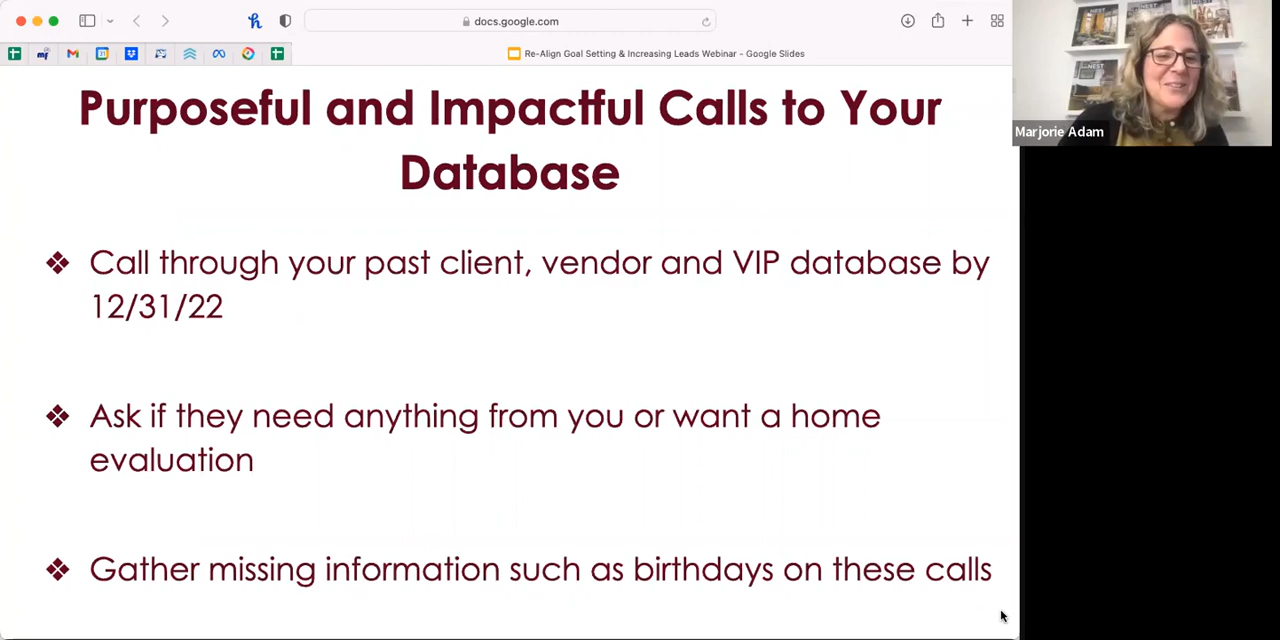 docs.google.com
Re-Align Goal Setting & Increasing Leads Webinar - Google Slides
Purposeful and Impactful Calls to Your
Database
Call through your past client, vendor and VIP database by
12/31/22
Ask if they need anything from you or want a home
evaluation
Gather missing information such as birthdays on these calls
NEST
Marjorie Adam